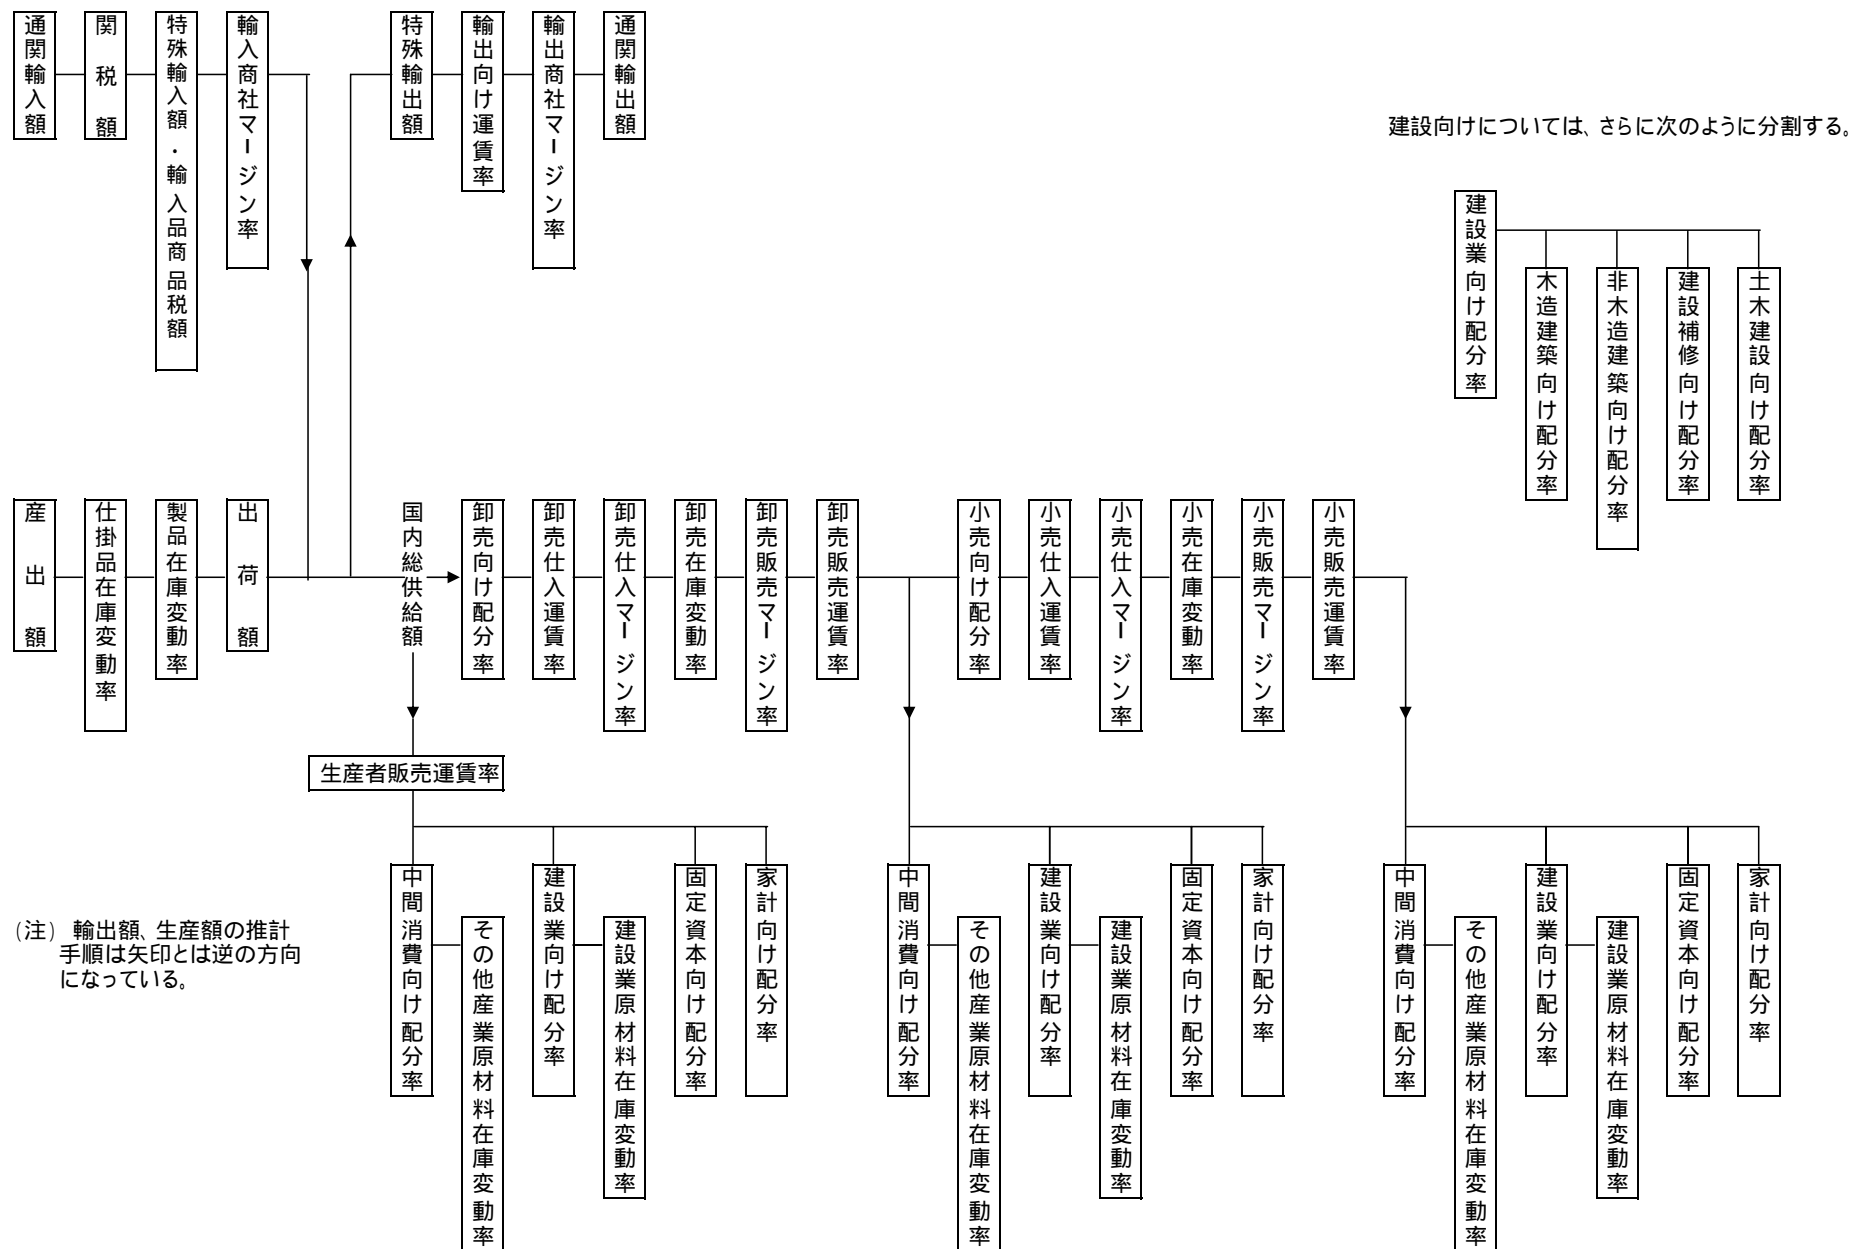 通関輸入額
関税額
特殊輸入額・輸入品商品税額
輸入商社マージン率
特殊輸出額
輸出向け運賃率
輸出商社マージン率
通関輸出額
建設向けについては、さらに次のように分割する。
建設業向け配分率
木造建築向け配分率
非木造建築向け配分率
建設補修向け配分率
土木建設向け配分率
産出額
仕掛品在庫変動率
製品在庫変動率
出荷額
国内総供給額
卸売向け配分率
卸売仕入運賃率
卸売仕入マージン率
卸売在庫変動率
卸売販売マージン率
卸売販売運賃率
小売向け配分率
小売仕入運賃率
小売仕入マージン率
小売在庫変動率
小売販売マージン率
小売販売運賃率
生産者販売運賃率
中間消費向け配分率
その他産業原材料在庫変動率
建設業向け配分率
建設業原材料在庫変動率
固定資本向け配分率
家計向け配分率
中間消費向け配分率
その他産業原材料在庫変動率
建設業向け配分率
建設業原材料在庫変動率
固定資本向け配分率
家計向け配分率
中間消費向け配分率
その他産業原材料在庫変動率
建設業向け配分率
建設業原材料在庫変動率
固定資本向け配分率
家計向け配分率
(注) 輸出額、生産額の推計
手順は矢印とは逆の方向
になっている。